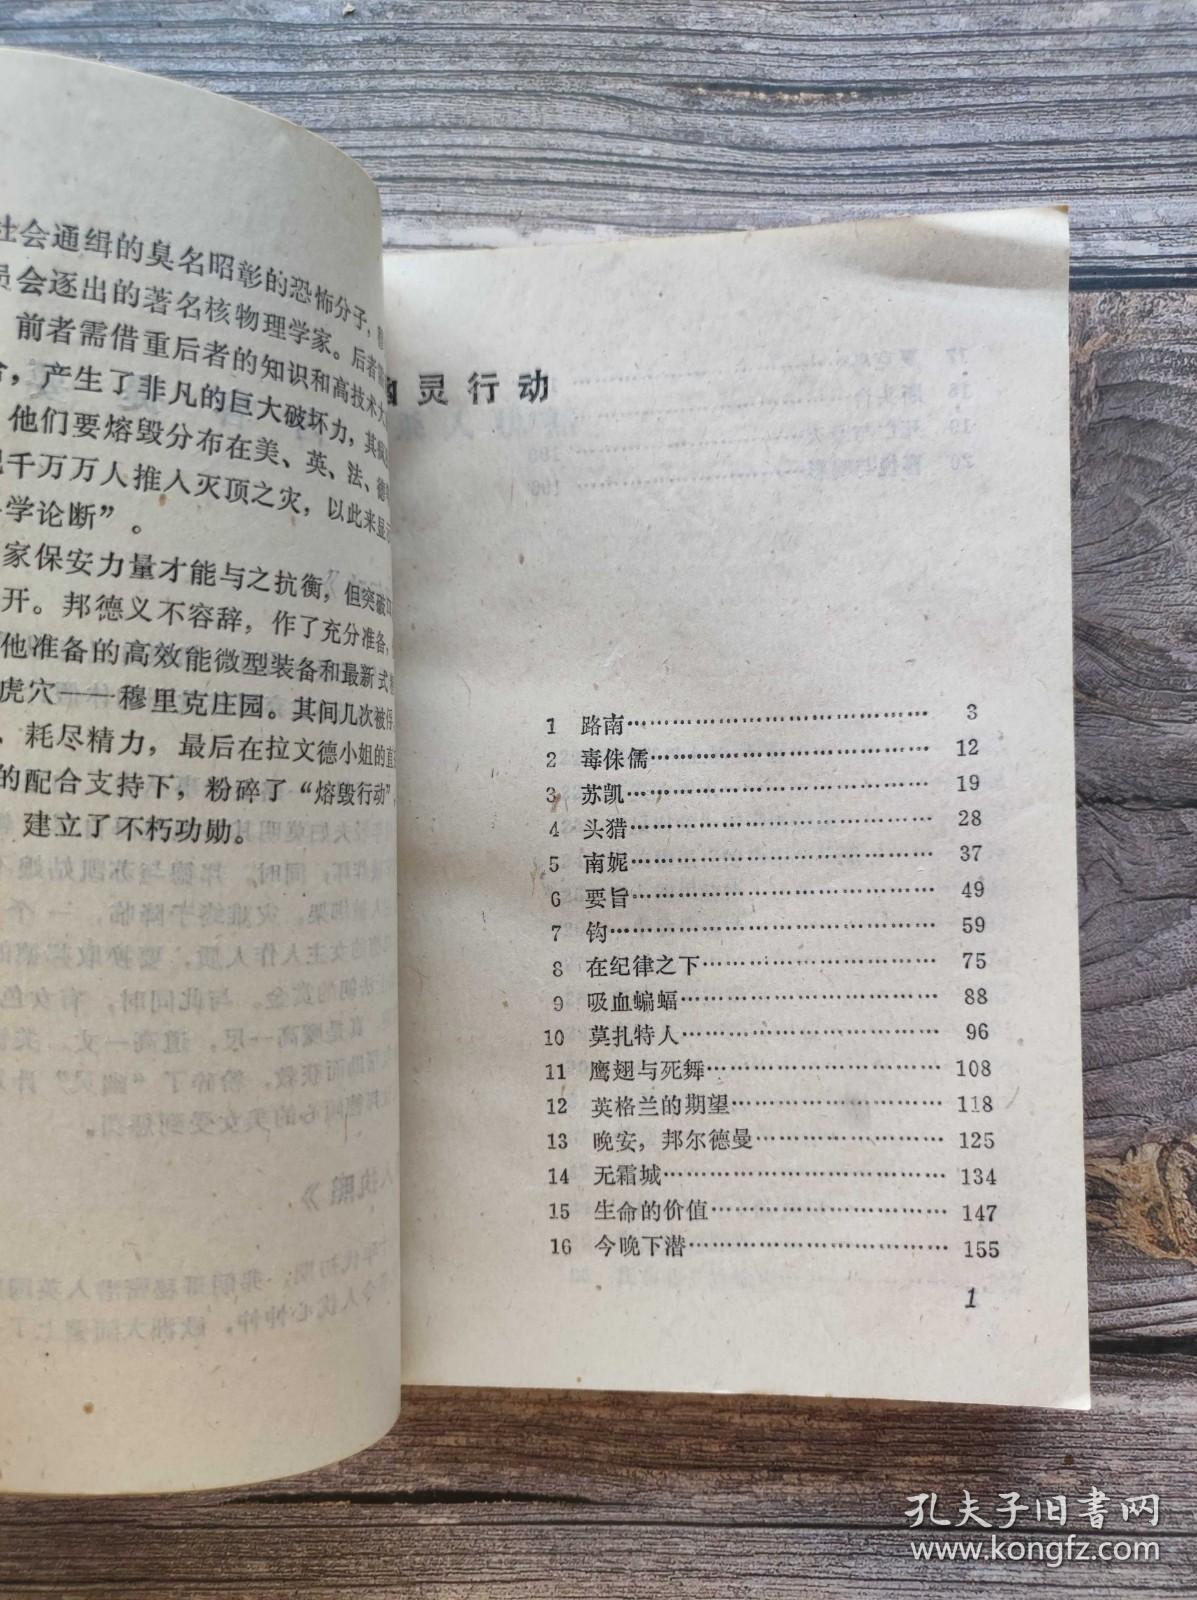 社会通缉的臭名昭彰的恐怖分子，
员会逐出的著名核物理学家。后者
前者需借重后者的知识和高技术大
，产生了非凡的巨大破坏力，其疯
他们要熔毁分布在美、英、法、德
把千万万人推入灭顶之灾，以此来显
学论断”。
家保安力量才能与之抗衡，但突破口
开。邦德义不容辞，作了充分准备，
他准备的高效能微型装备和最新式
虎穴——穆里克庄园。其间几次被俘，
、耗尽精力，最后在拉文德小姐的直
的配合支持下，粉碎了“熔毁行动”，
建立了不朽功勋。
幽灵行动
1 路南…………………………………… 3
2 毒侏儒………………………………… 12
3 苏凯…………………………………… 19
4 头猎…………………………………… 28
5 南妮…………………………………… 37
6 要旨…………………………………… 49
7 钩……………………………………… 59
8 在纪律之下…………………………… 75
9 吸血蝙蝠……………………………… 88
10 莫扎特人……………………………… 96
11 鹰翅与死舞…………………………… 108
12 英格兰的期望………………………… 118
13 晚安，邦尔德曼……………………… 125
14 无霜城………………………………… 134
15 生命的价值…………………………… 147
16 今晚下潜……………………………… 155
1
孔夫子旧书网
www.kongfz.com